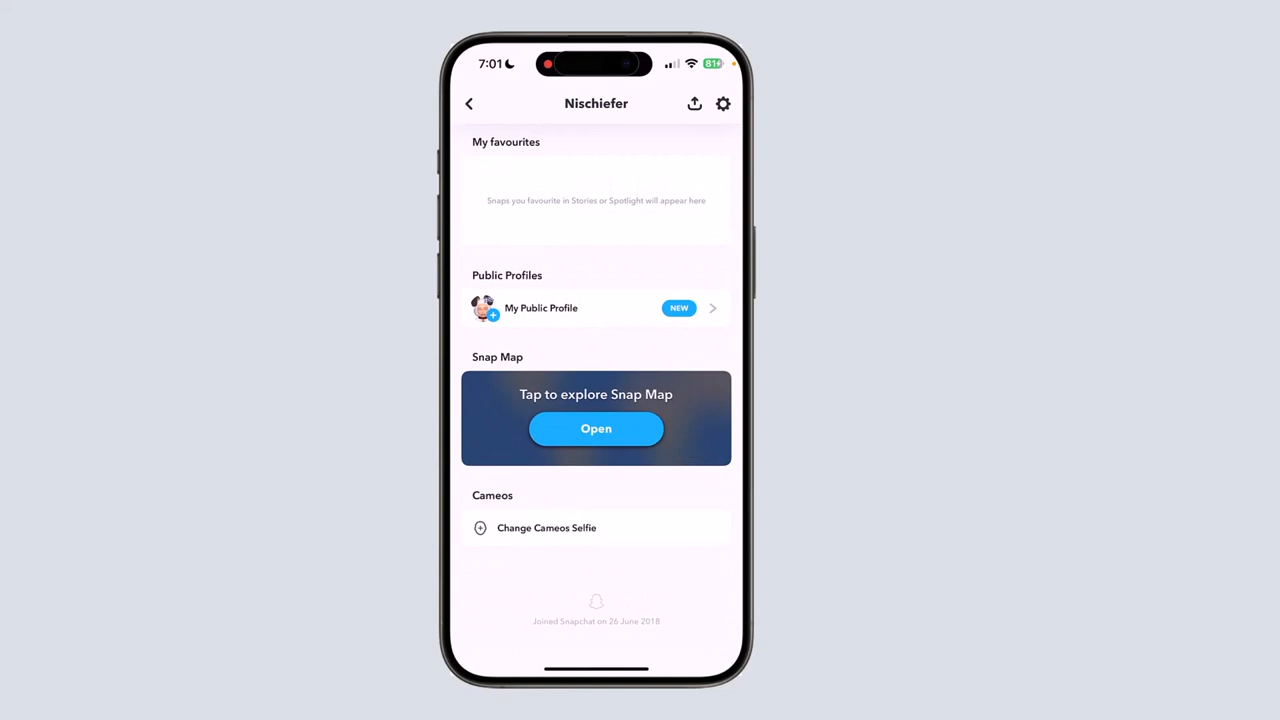 7:01
81
Nischiefer
My favourites
Snaps you favourite in Stories or Spotlight will appear here
Public Profiles
My Public Profile
NEW
Snap Map
Tap to explore Snap Map
Open
Cameos
Change Cameos Selfie
Joined Snapchat on 26 June 2018